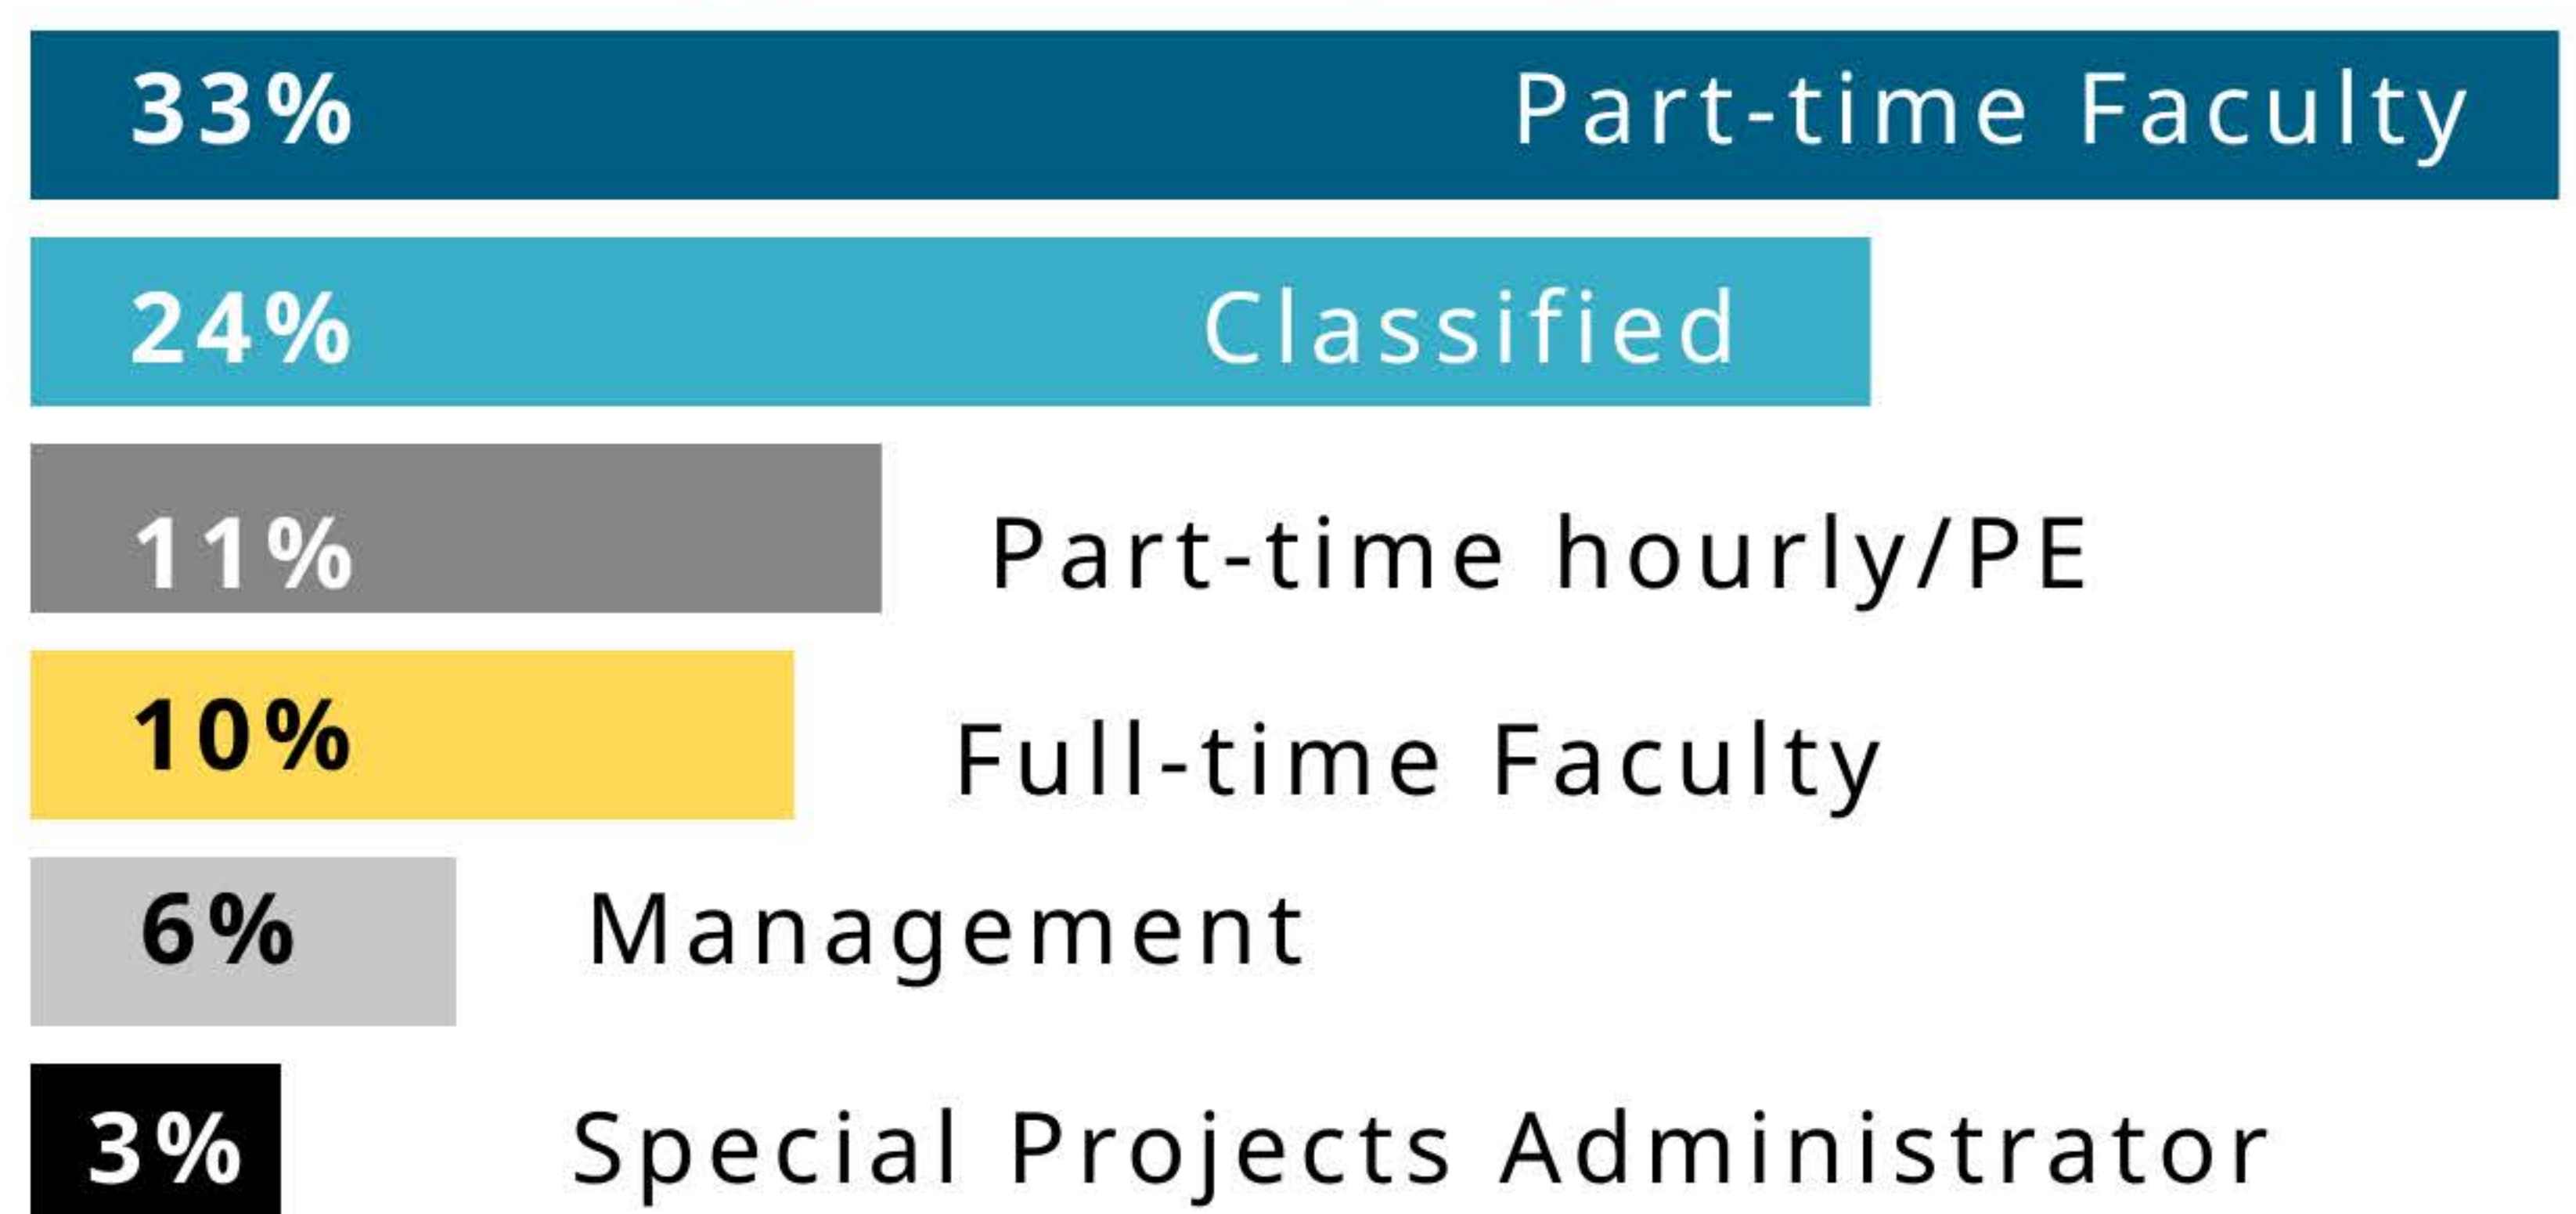 33% Part-time Faculty
24% Classified
11% Part-time hourly/PE
10% Full-time Faculty
6% Management
3% Special Projects Administrator